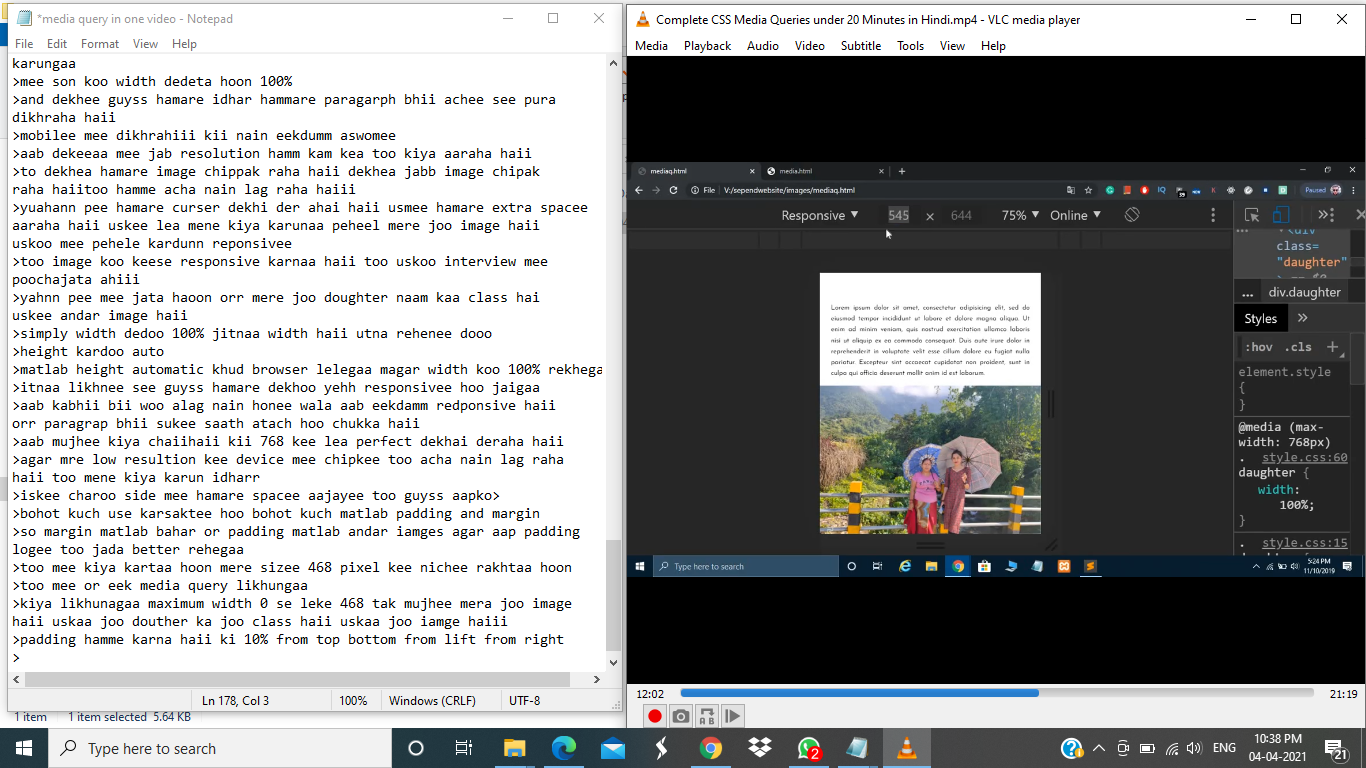 *media query in one video - Notepad
File Edit Format View Help
karungaa
>mee son koo width dedeta hoon 100%
>and dekhee guyss hamare idhar hammare paragarph bhii achee see pura
dikhraha haii
>mobilee mee dikhrahiii kii nain eekdumm aswomee
>aab dekeeaa mee jab resolution hamm kam kea too kiya aaraha haii
>to dekhea hamare image chippak raha haii dekhea jabb image chipak
raha haiitoo hamme acha nain lag raha haiii
>yuahann pee hamare curser dekhi der ahai haii usmee hamare extra spacee
aaraha haii uskee lea mene kiya karunaa peheel mere joo image haii
uskoo mee pehele kardunn reponsivee
>too image koo keese responsive karnaa haii too uskoo interview mee
poochajata ahiii
>yahnn pee mee jata haoon orr mere joo doughter naam kaa class hai
uskee andar image haii
>simply width dedoo 100% jitnaa width haii utna rehenee dooo
>height kardoo auto
>matlab height automatic khud browser lelegaa magar width koo 100% rekhega
>itnaa likhnee see guyss hamare dekhoo yehh responsivee hoo jaigaa
>aab kabhii bii woo alag nain honee wala aab eekdamm redponsive haii
orr paragrap bhii sukee saath atach hoo chukka haii
>aab mujhee kiya chaiihaii kii 768 kee lea perfect dekhai deraha haii
>agar mre low resultion kee device mee chipkee too acha nain lag raha
haii too mene kiya karun idharr
>iskee charoo side mee hamare spacee aajayee too guyss aapko>
>bohot kuch use karsaktee hoo bohot kuch matlab padding and margin
>so margin matlab bahar or padding matlab andar iamges agar aap padding
logee too jada better rehegaa
>too mee kiya kartaa hoon mere sizee 468 pixel kee nichee rakhtaa hoon
>too mee or eek media query likhungaa
>kiya likhunagaa maximum width 0 se leke 468 tak mujhee mera joo image
haii uskaa joo douther ka joo class haii uskaa joo iamge haiii
>padding hamme karna haii ki 10% from top bottom from lift from right
>
Ln 178, Col 3 100% Windows (CRLF) UTF-8
1 item 1 item selected 5.64 KB
Complete CSS Media Queries under 20 Minutes in Hindi.mp4 - VLC media player
Media Playback Audio Video Subtitle Tools View Help
mediaq.html media.html
File V:/sependwebsite/images/mediaq.html Paused
Responsive 545 × 644 75% Online
<div
class=
"daughter"
... div.daughter
Styles
:hov .cls +
element.style
{
}
@media (max-
width: 768px)
. style.css:60
daughter {
width:
100%;
}
. style.css:15
Lorem ipsum dolor sit amet, consectetur adipisicing elit, sed do
eiusmod tempor incididunt ut labore et dolore magna aliqua. Ut
enim ad minim veniam, quis nostrud exercitation ullamco laboris
nisi ut aliquip ex ea commodo consequat. Duis aute irure dolor in
reprehenderit in voluptate velit esse cillum dolore eu fugiat nulla
pariatur. Excepteur sint occaecat cupidatat non proident, sunt in
culpa qui officia deserunt mollit anim id est laborum.
Type here to search
5:24 PM
11/10/2019
12:02 21:19
Type here to search
2
ENG
10:38 PM
04-04-2021
21